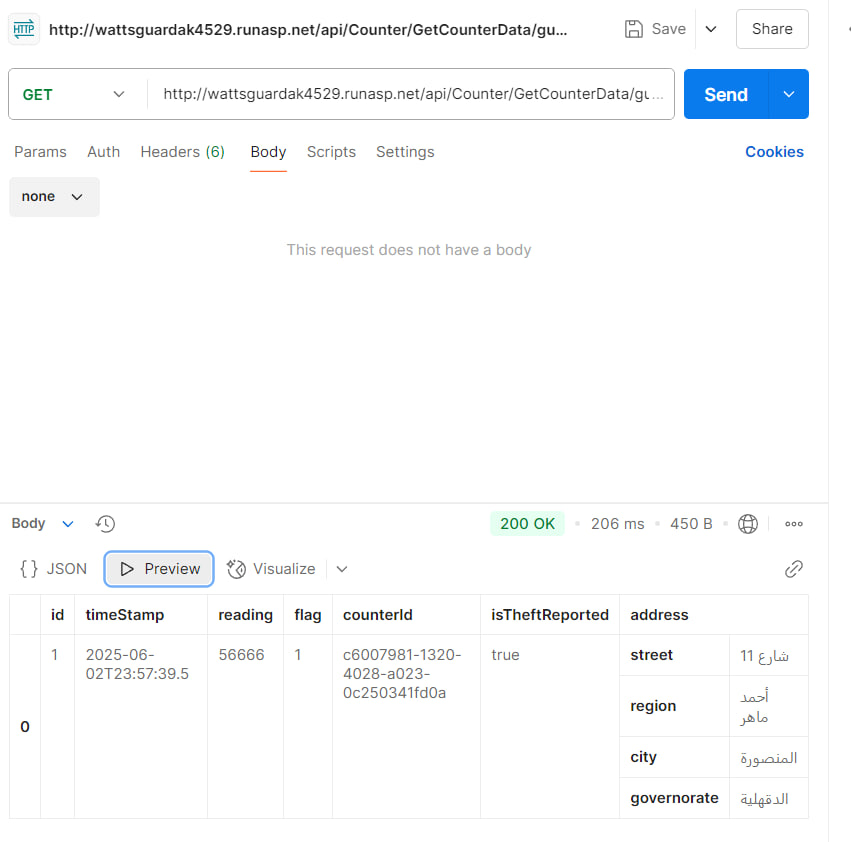 HTTP
http://wattsguardak4529.runasp.net/api/Counter/GetCounterData/gu...
Save
Share
GET
http://wattsguardak4529.runasp.net/api/Counter/GetCounterData/gu...
Send
Params Auth Headers (6) Body Scripts Settings Cookies
none
This request does not have a body
Body
200 OK • 206 ms • 450 B
{} JSON Preview Visualize
id timeStamp reading flag counterId isTheftReported address
0
1
2025-06-
02T23:57:39.5
56666
1
c6007981-1320-
4028-a023-
0c250341fd0a
true
street شارع 11
region أحمد
ماهر
city المنصورة
governorate الدقهلية